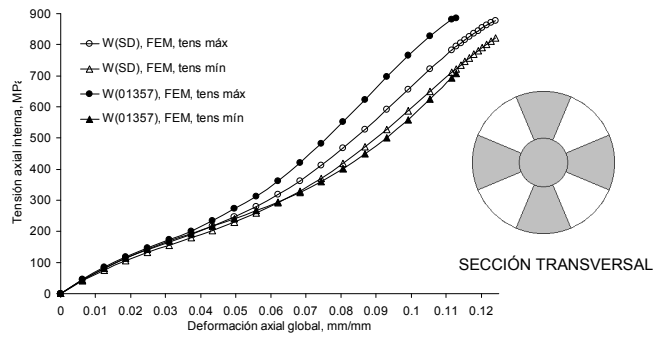 900
800
700
600
500
400
300
200
100
0
Tensión axial interna, MPa
W(SD), FEM, tens máx
W(SD), FEM, tens mín
W(01357), FEM, tens máx
W(01357), FEM, tens mín
SECCIÓN TRANSVERSAL
0 0.01 0.02 0.03 0.04 0.05 0.06 0.07 0.08 0.09 0.1 0.11 0.12
Deformación axial global, mm/mm